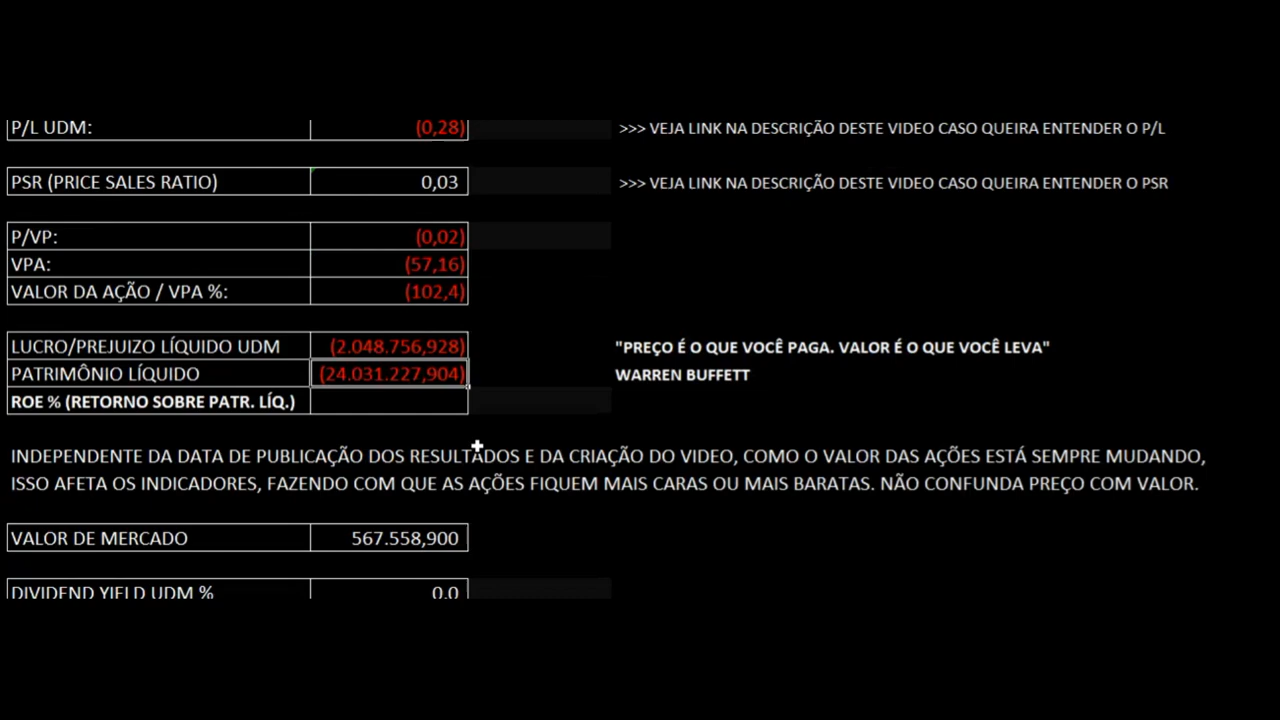 P/L UDM: (0,28) >>> VEJA LINK NA DESCRIÇÃO DESTE VIDEO CASO QUEIRA ENTENDER O P/L
PSR (PRICE SALES RATIO) 0,03 >>> VEJA LINK NA DESCRIÇÃO DESTE VIDEO CASO QUEIRA ENTENDER O PSR
P/VP: (0,02)
VPA: (57,16)
VALOR DA AÇÃO / VPA %: (102,4)
LUCRO/PREJUIZO LÍQUIDO UDM (2.048.756,928) "PREÇO É O QUE VOCÊ PAGA. VALOR É O QUE VOCÊ LEVA"
PATRIMÔNIO LÍQUIDO (24.031.227,904) WARREN BUFFETT
ROE % (RETORNO SOBRE PATR. LÍQ.)
INDEPENDENTE DA DATA DE PUBLICAÇÃO DOS RESULTADOS E DA CRIAÇÃO DO VIDEO, COMO O VALOR DAS AÇÕES ESTÁ SEMPRE MUDANDO,
ISSO AFETA OS INDICADORES, FAZENDO COM QUE AS AÇÕES FIQUEM MAIS CARAS OU MAIS BARATAS. NÃO CONFUNDA PREÇO COM VALOR.
VALOR DE MERCADO 567.558,900
DIVIDEND YIELD UDM % 0,0